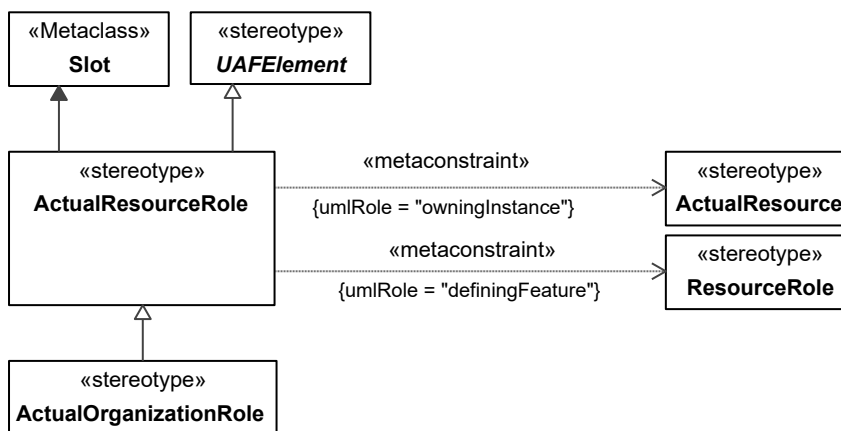 «Metaclass»
Slot
«stereotype»
UAFElement
«stereotype»
ActualResourceRole
«metaconstraint»
{umlRole = "owningInstance"}
«stereotype»
ActualResource
«metaconstraint»
{umlRole = "definingFeature"}
«stereotype»
ResourceRole
«stereotype»
ActualOrganizationRole